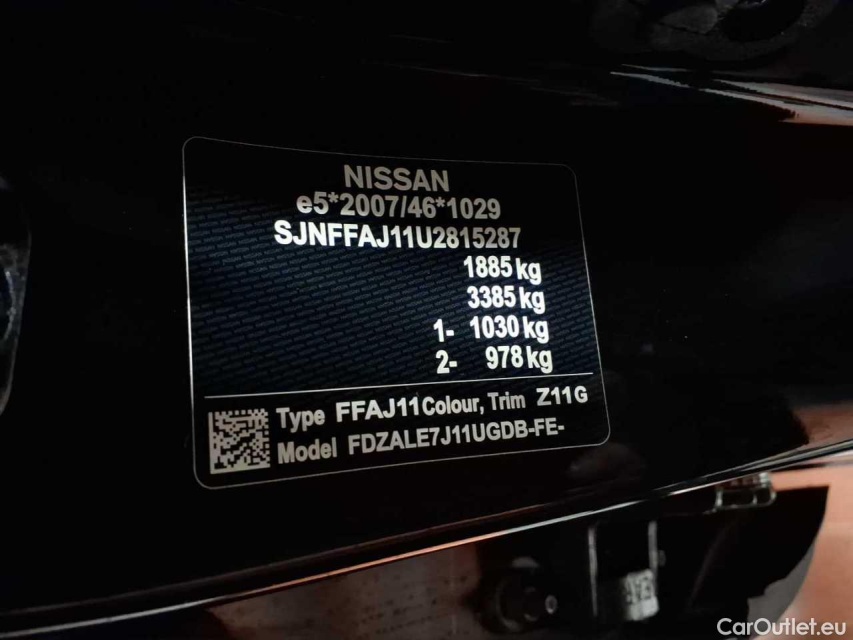 NISSAN
e5*2007/46*1029
SJNFFAJ11U2815287
1885 kg
3385 kg
1- 1030 kg
2- 978 kg
Type FFAJ11 Colour, Trim Z11 G
Model FDZALE7J11UGDB-FE-
CarOutlet.eu